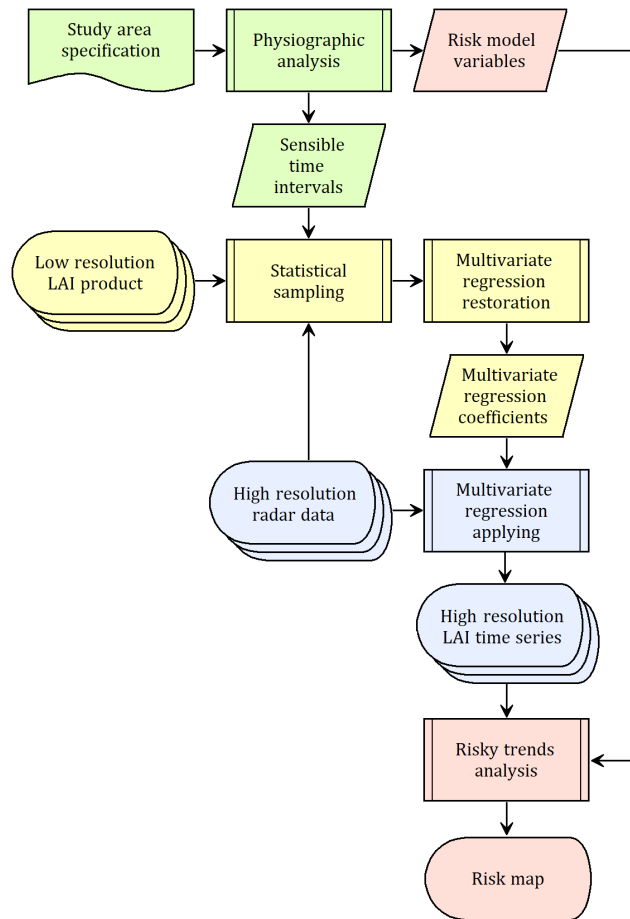 Study area
specification
Physiographic
analysis
Risk model
variables
Sensible
time
intervals
Low resolution
LAI product
Statistical
sampling
Multivariate
regression
restoration
Multivariate
regression
coefficients
High resolution
radar data
Multivariate
regression
applying
High resolution
LAI time series
Risky trends
analysis
Risk map